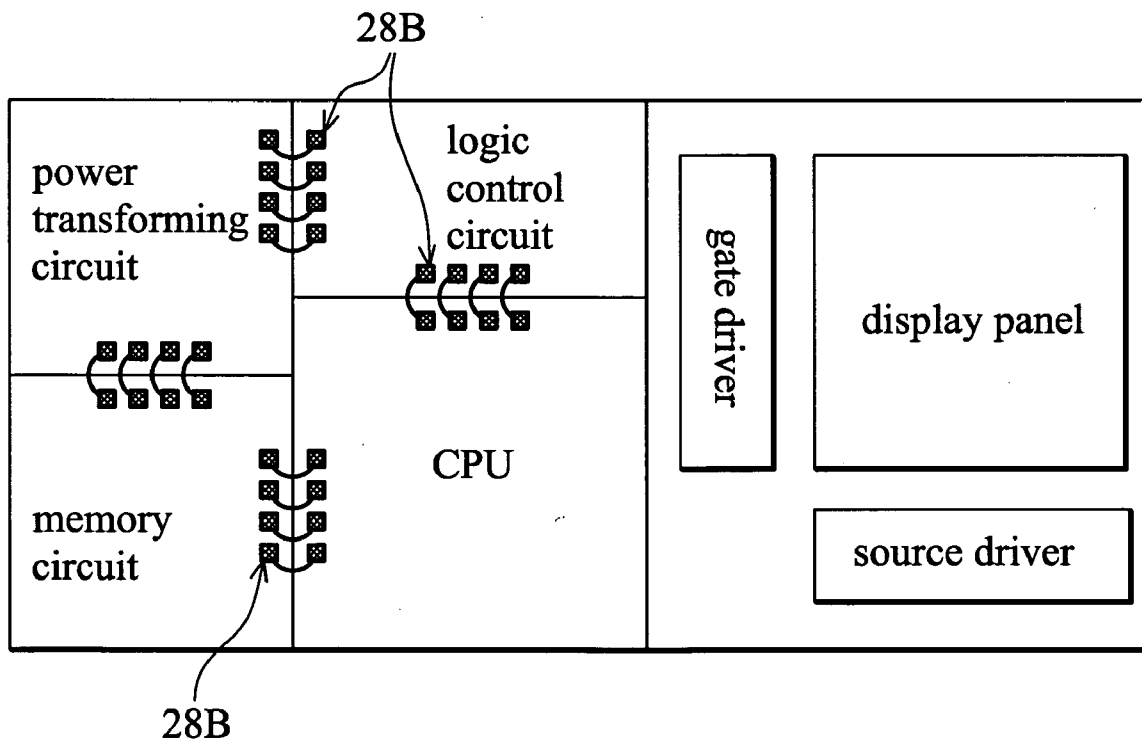 28B
power
transforming
circuit
logic
control
circuit
gate driver
display panel
CPU
memory
circuit
source driver
28B